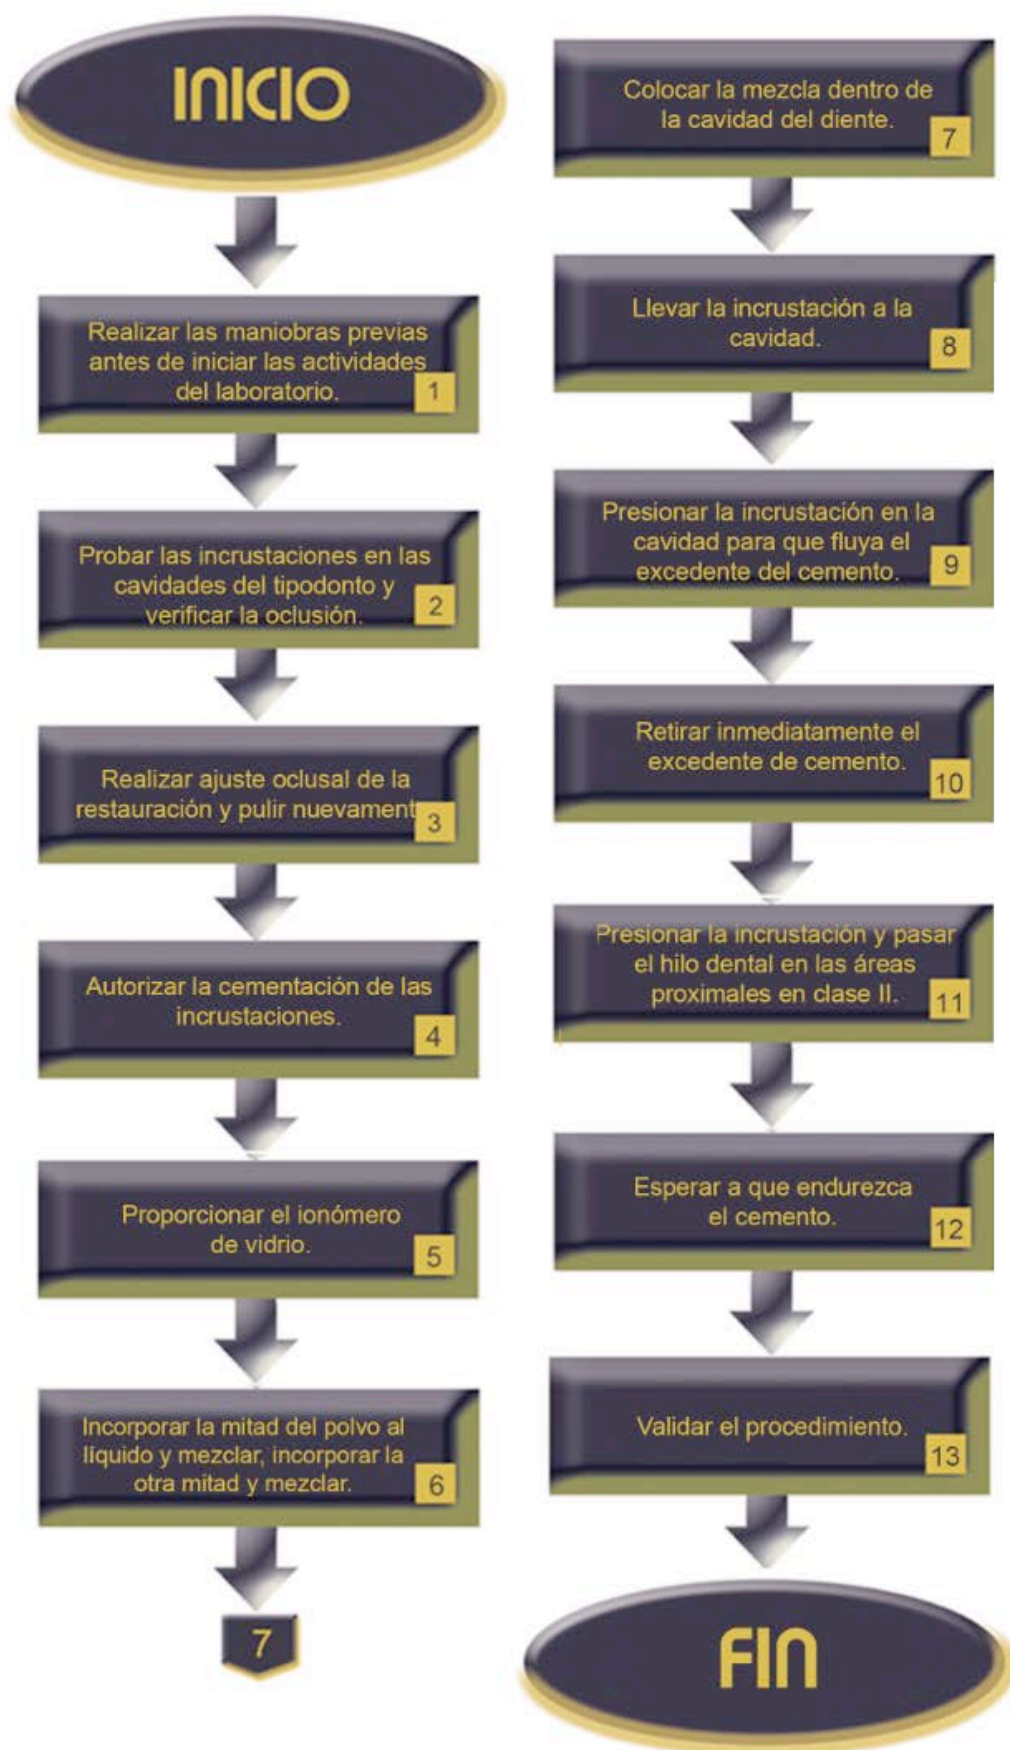 INICIO
Realizar las maniobras previas
antes de iniciar las actividades
del laboratorio.
1
Probar las incrustaciones en las
cavidades del tipodonto y
verificar la oclusión.
2
Realizar ajuste oclusal de la
restauración y pulir nuevament
3
Autorizar la cementación de las
incrustaciones.
4
Proporcionar el ionómero
de vidrio.
5
Incorporar la mitad del polvo al
líquido y mezclar, incorporar la
otra mitad y mezclar.
6
7
Colocar la mezcla dentro de
la cavidad del diente.
7
Llevar la incrustación a la
cavidad.
8
Presionar la incrustación en la
cavidad para que fluya el
excedente del cemento.
9
Retirar inmediatamente el
excedente de cemento.
10
Presionar la incrustación y pasar
el hilo dental en las áreas
proximales en clase II.
11
Esperar a que endurezca
el cemento.
12
Validar el procedimiento.
13
FIN